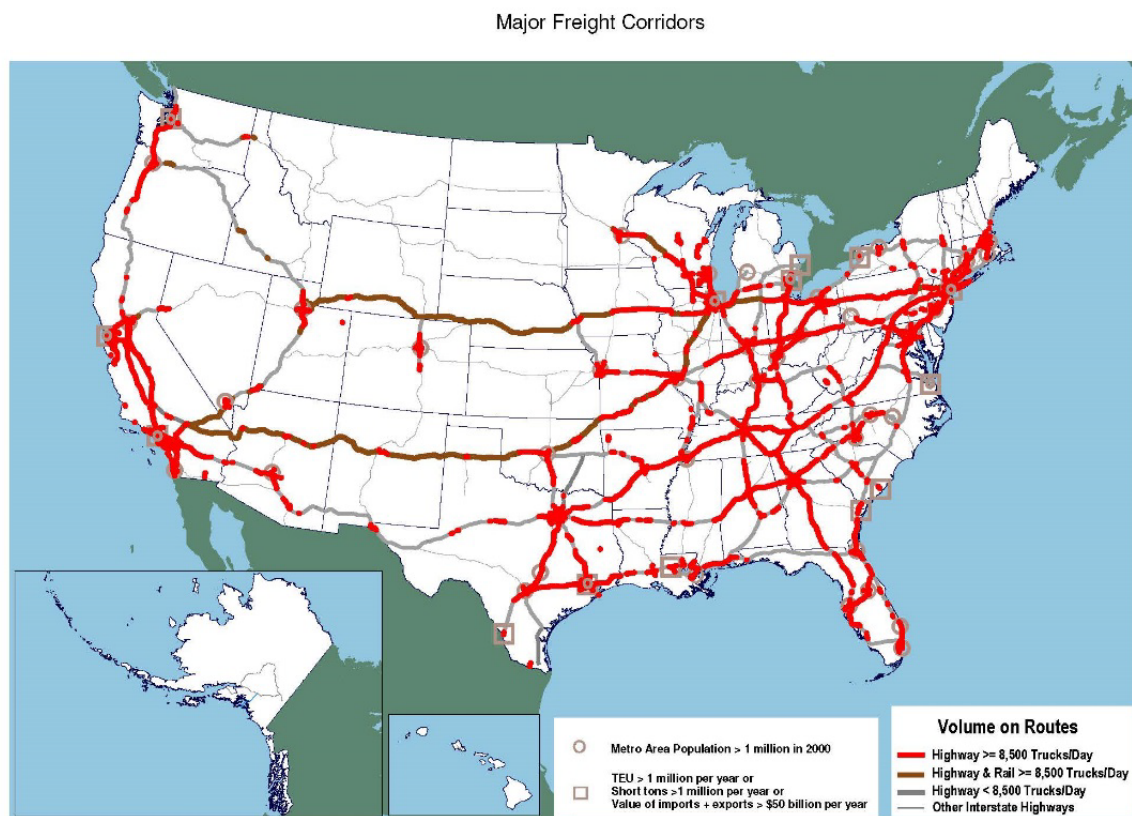 Major Freight Corridors
Metro Area Population > 1 million in 2000
TEU > 1 million per year or
Short tons >1 million per year or
Value of imports + exports > $50 billion per year
Volume on Routes
Highway >= 8,500 Trucks/Day
Highway & Rail >= 8,500 Trucks/Day
Highway < 8,500 Trucks/Day
Other Interstate Highways